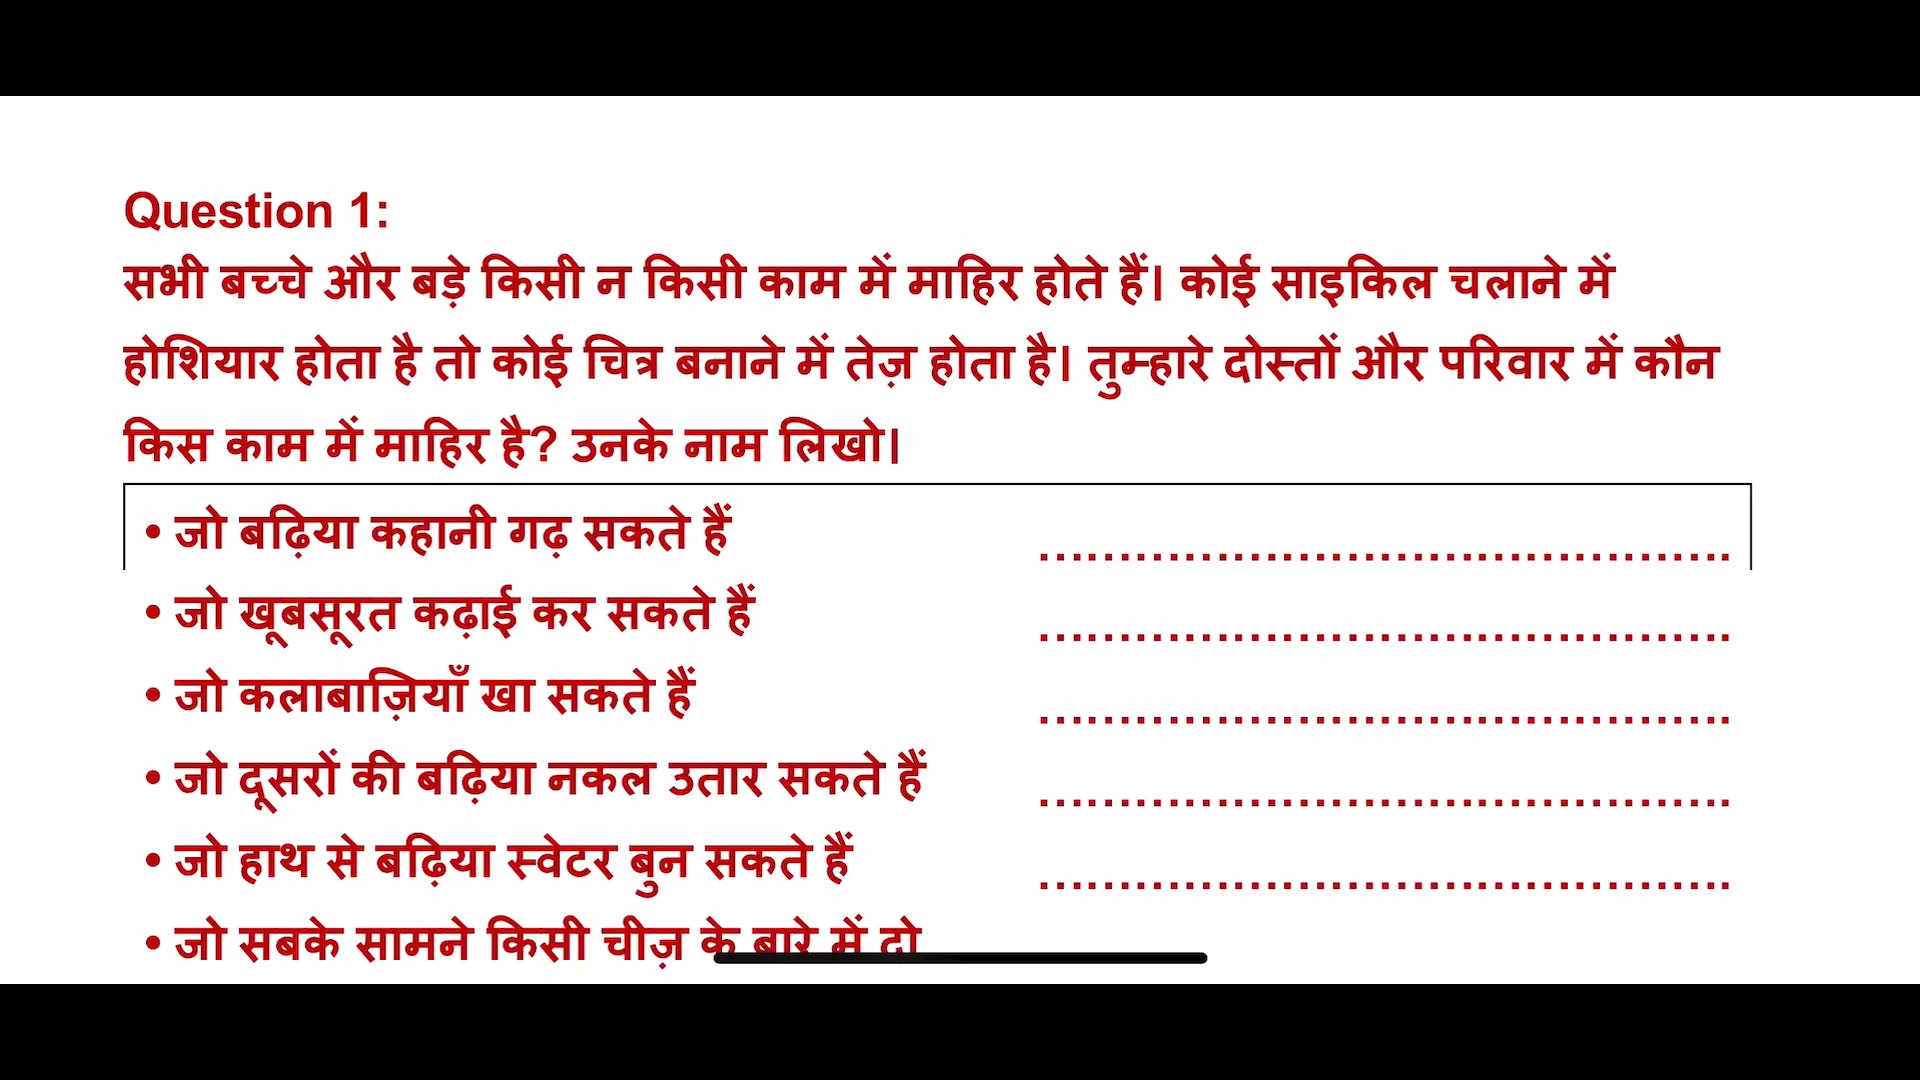 Question 1:
सभी बच्चे और बड़े किसी न किसी काम में माहिर होते हैं। कोई साइकिल चलाने में
होशियार होता है तो कोई चित्र बनाने में तेज़ होता है। तुम्हारे दोस्तों और परिवार में कौन
किस काम में माहिर है? उनके नाम लिखो।
• जो बढ़िया कहानी गढ़ सकते हैं ...........................................
• जो खूबसूरत कढ़ाई कर सकते हैं ...........................................
• जो कलाबाज़ियाँ खा सकते हैं ...........................................
• जो दूसरों की बढ़िया नकल उतार सकते हैं ...........................................
• जो हाथ से बढ़िया स्वेटर बुन सकते हैं ...........................................
• जो सबके सामने किसी चीज़ के बारे में दो